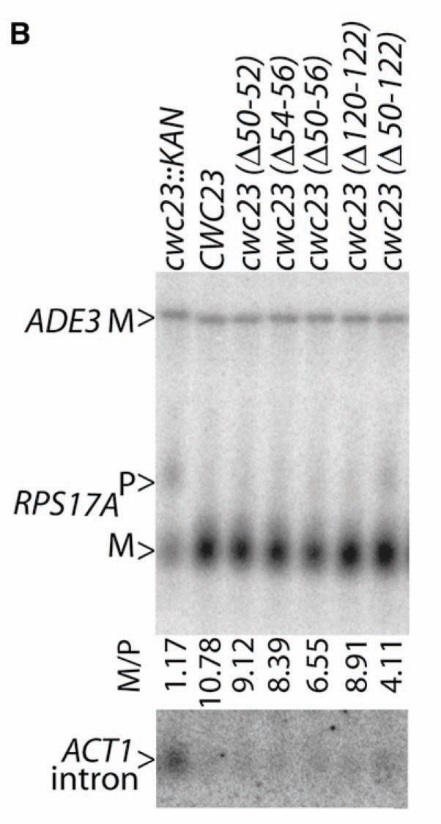 B
cwc23::KAN
CWC23
cwc23 (Δ50-52)
cwc23 (Δ54-56)
cwc23 (Δ50-56)
cwc23 (Δ120-122)
cwc23 (Δ 50-122)
ADE3 M>
P>
RPS17A
M>
M/P
1.17
10.78
9.12
8.39
6.55
8.91
4.11
ACT1 >
intron